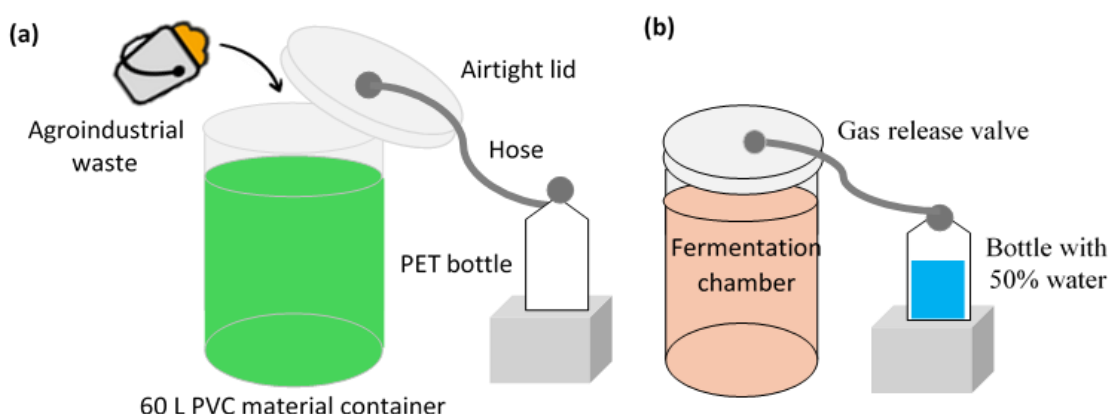 (a)
Airtight lid
Agroindustrial
waste
Hose
PET bottle
60 L PVC material container
(b)
Gas release valve
Fermentation
chamber
Bottle with
50% water